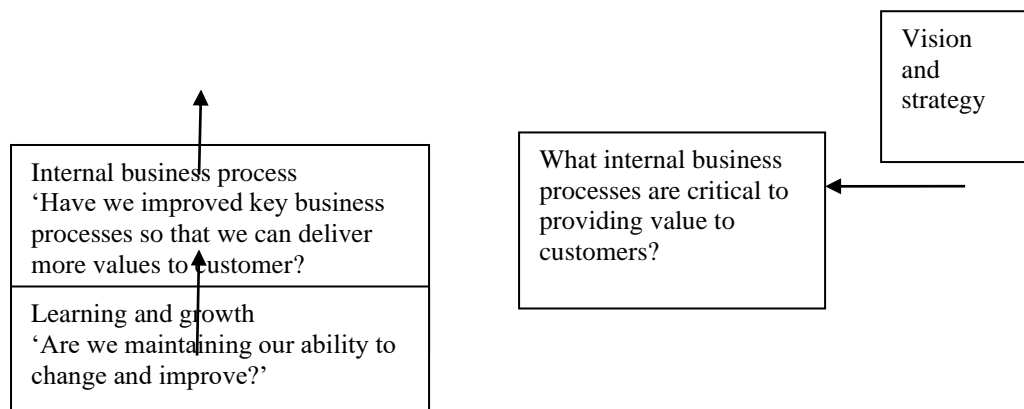 Vision
and
strategy
Internal business process
‘Have we improved key business
processes so that we can deliver
more values to customer?
What internal business
processes are critical to
providing value to
customers?
Learning and growth
‘Are we maintaining our ability to
change and improve?’